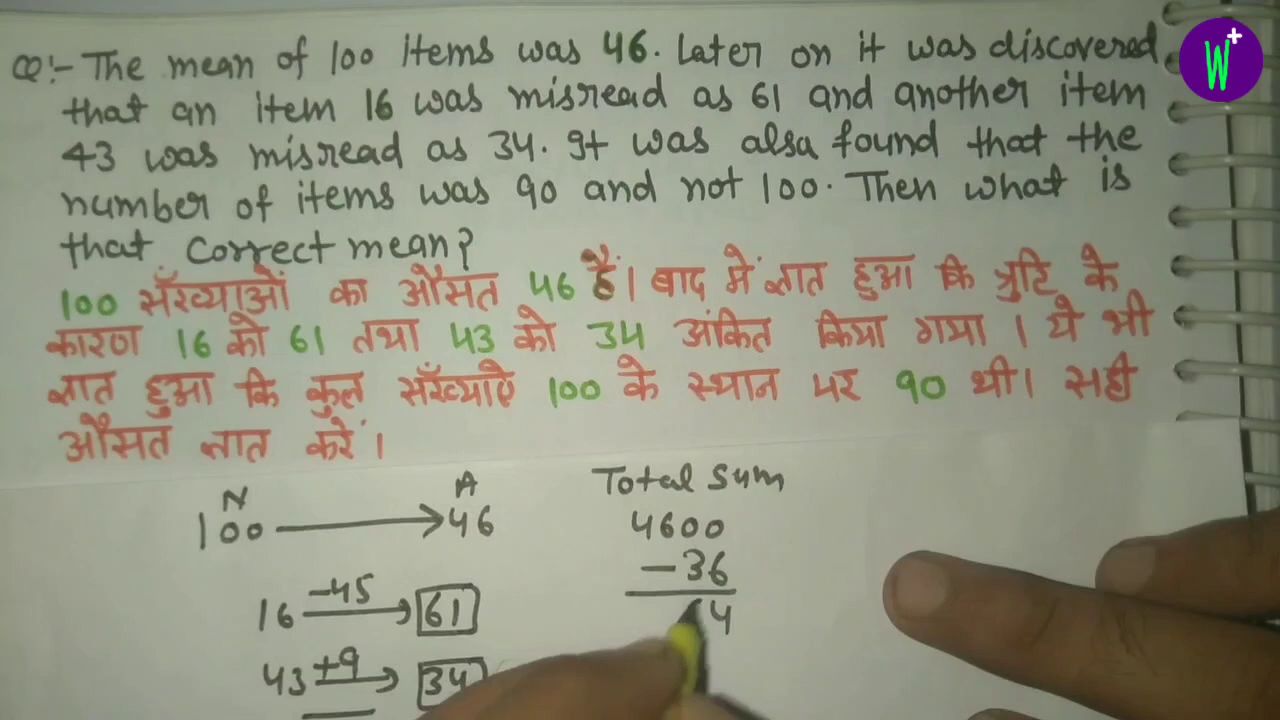 Q:- The mean of 100 items was 46. Later on it was discovered
that an item 16 was misread as 61 and another item
43 was misread as 34. It was alsa found that the
number of items was 90 and not 100. Then what is
that correct mean?
100 सँख्याओं का औसत 46 है। बाद में ज्ञात हुआ कि त्रुटि के
कारण 16 को 61 तथा 43 को 34 अंकित किया गया । ये भी
ज्ञात हुआ कि कुल सँख्याऐ 100 के स्थान पर 90 थी। सही
औसत ज्ञात करें।
N A Total Sum
100 → 46 4600
-36
16 -45 → 61 4
43 +9 → 34
W+